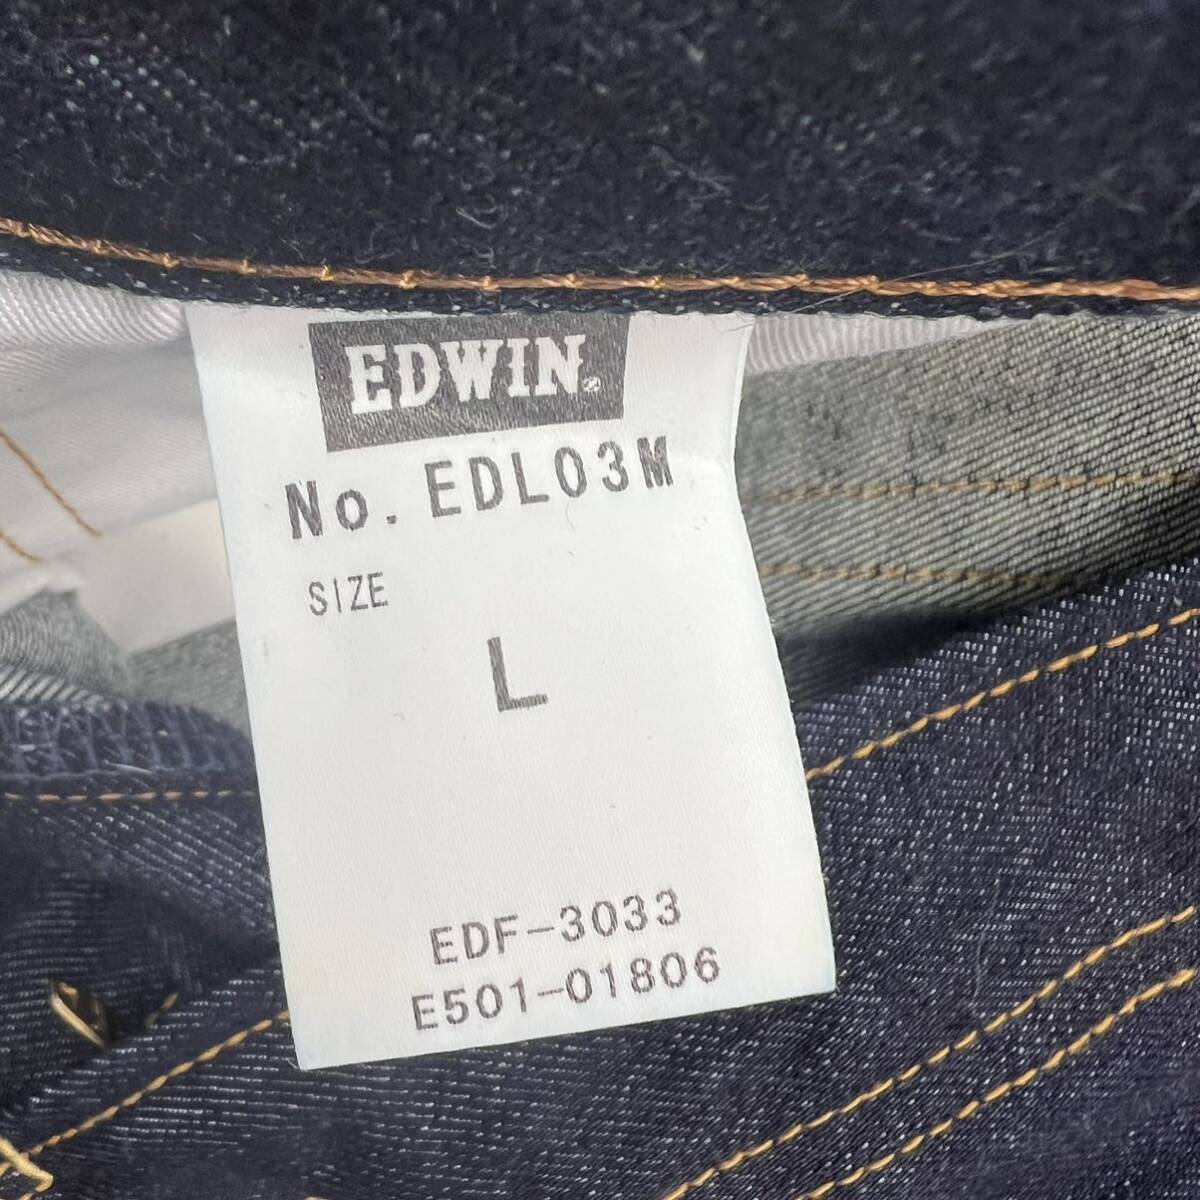 EDWIN®
No. EDL03M
SIZE
L
EDF-3033
E501-01806